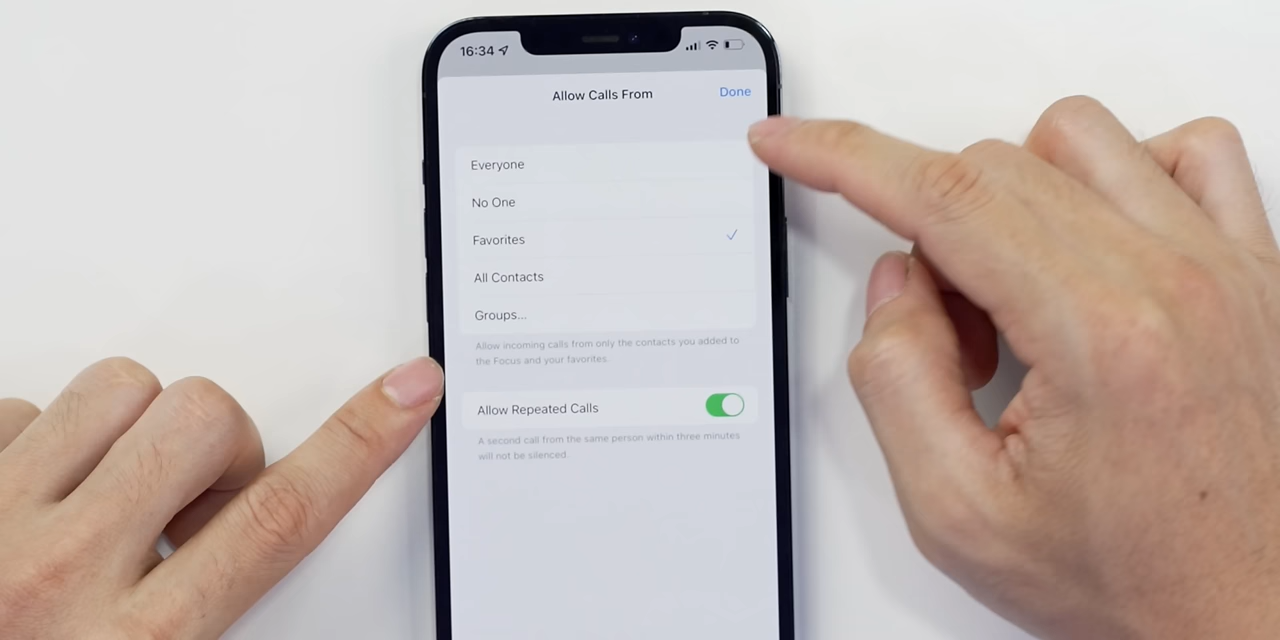 16:34
Allow Calls From
Done
Everyone
No One
Favorites
All Contacts
Groups...
Allow incoming calls from only the contacts you added to
the Focus and your favorites.
Allow Repeated Calls
A second call from the same person within three minutes
will not be silenced.